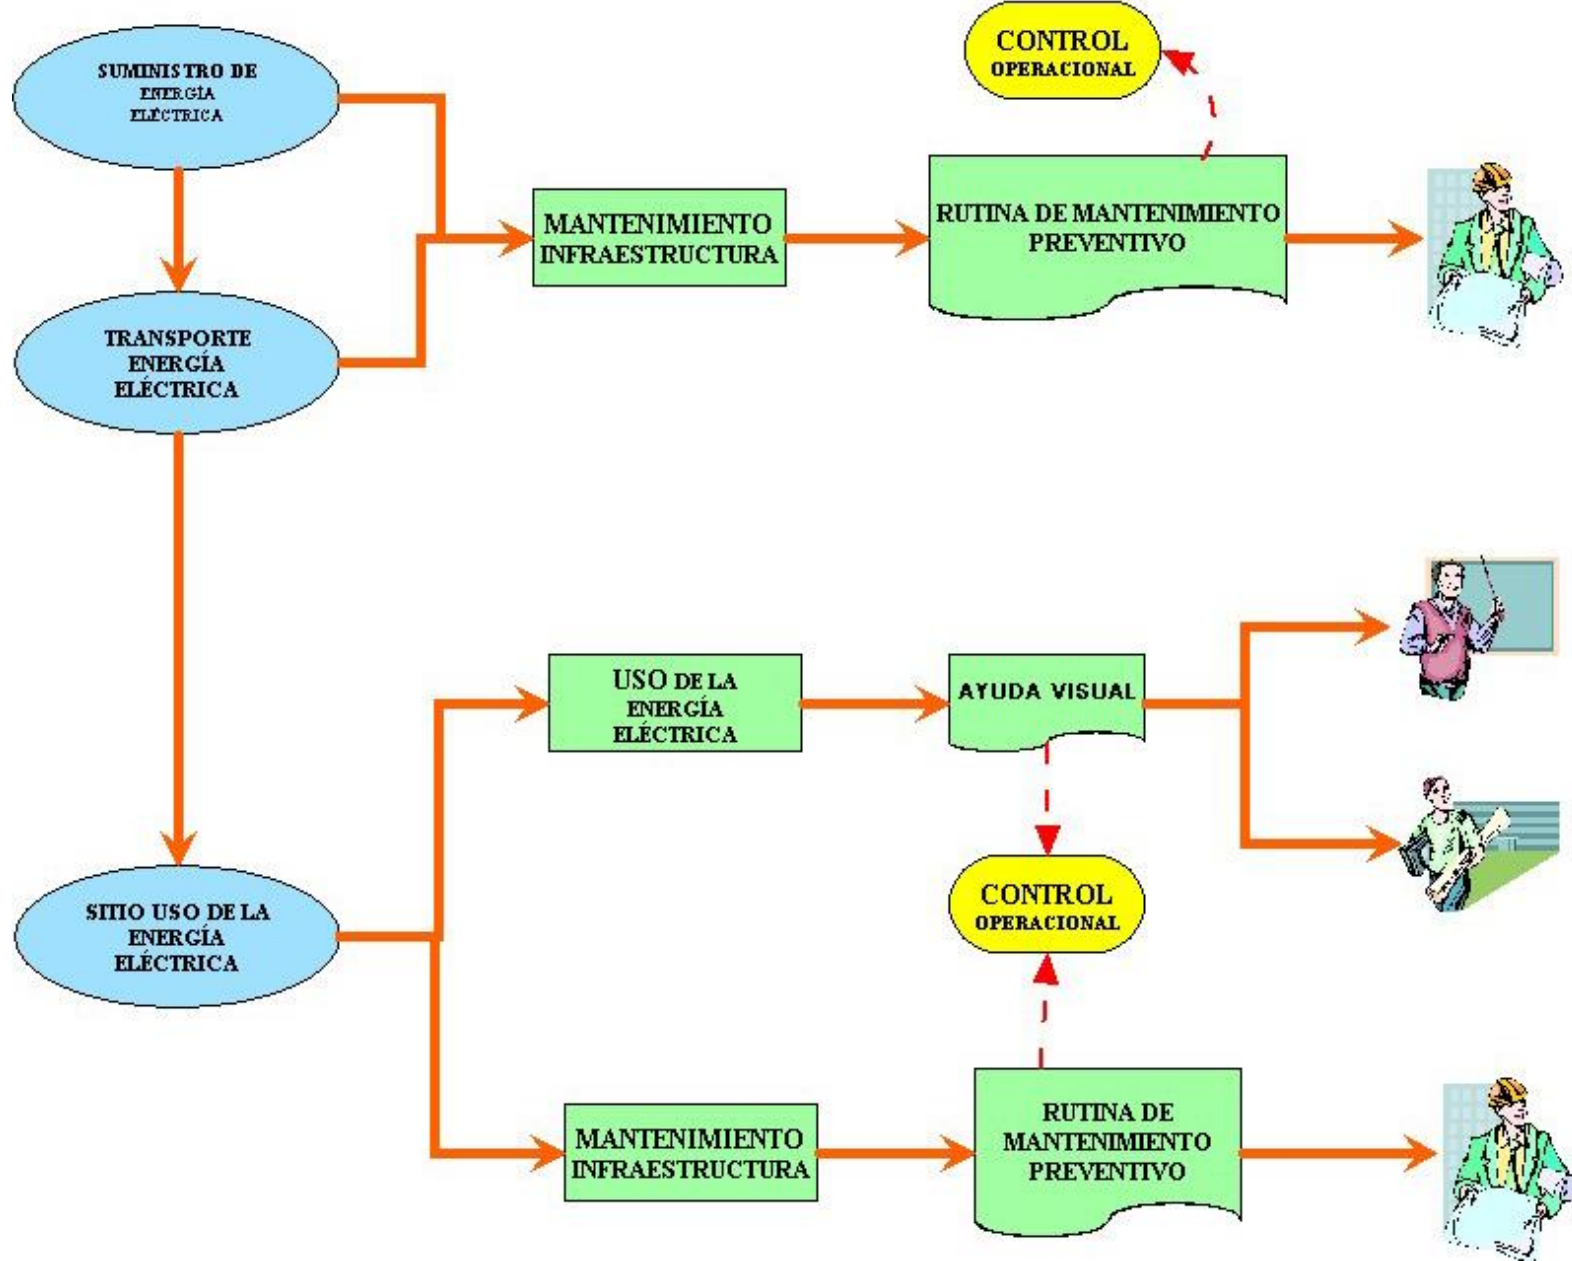 SUMINISTRO DE
ENERGÍA
ELÉCTRICA
CONTROL
OPERACIONAL
MANTENIMIENTO
INFRAESTRUCTURA
RUTINA DE MANTENIMIENTO
PREVENTIVO
TRANSPORTE
ENERGÍA
ELÉCTRICA
USO DE LA
ENERGÍA
ELÉCTRICA
AYUDA VISUAL
SITIO USO DE LA
ENERGÍA
ELÉCTRICA
CONTROL
OPERACIONAL
MANTENIMIENTO
INFRAESTRUCTURA
RUTINA DE
MANTENIMIENTO
PREVENTIVO